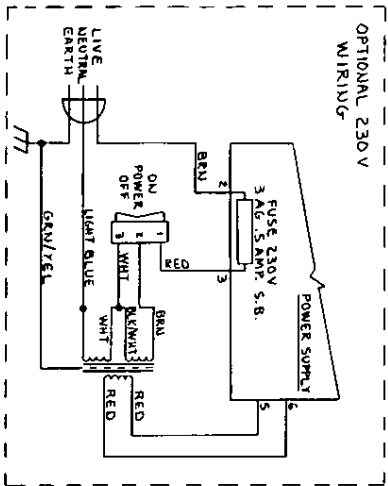 OPTIONAL 230V
WIRING
LIVE
NEUTRAL
EARTH
BRN
2
FUSE 230V
3 AG .5 AMP. S.B.
3
POWER SUPPLY
ON
POWER
OFF
1
2
3
RED
WHT
LIGHT BLUE
GRN/YEL
BRN
BLK/WHT
WHT
RED
RED
5
6